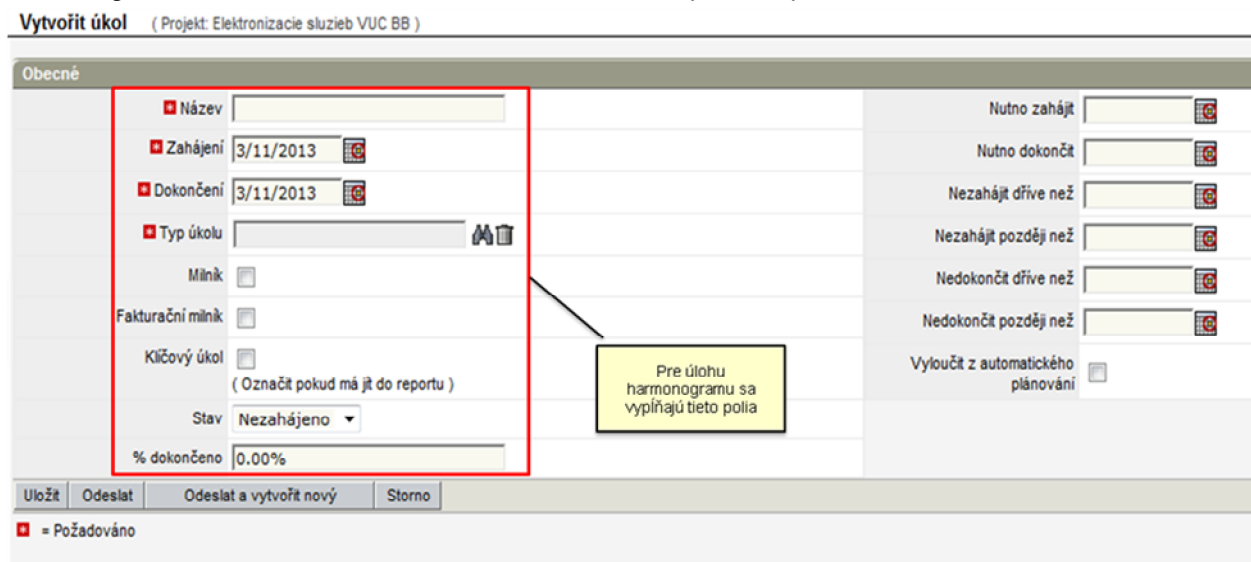 Vytvořit úkol ( Projekt: Elektronizacie sluzieb VUC BB )
Obecné
Název
Zahájení 3/11/2013
Dokončení 3/11/2013
Typ úkolu
Milník
Fakturační milník
Klíčový úkol
( Označit pokud má jít do reportu )
Stav Nezahájeno
% dokončeno 0.00%
Pre úlohu
harmonogramu sa
vypĺňajú tieto polia
Nutno zahájit
Nutno dokončit
Nezahájit dříve než
Nezahájit později než
Nedokončit dříve než
Nedokončit později než
Vyloučit z automatického
plánování
Uložit Odeslat Odeslat a vytvořit nový Storno
= Požadováno